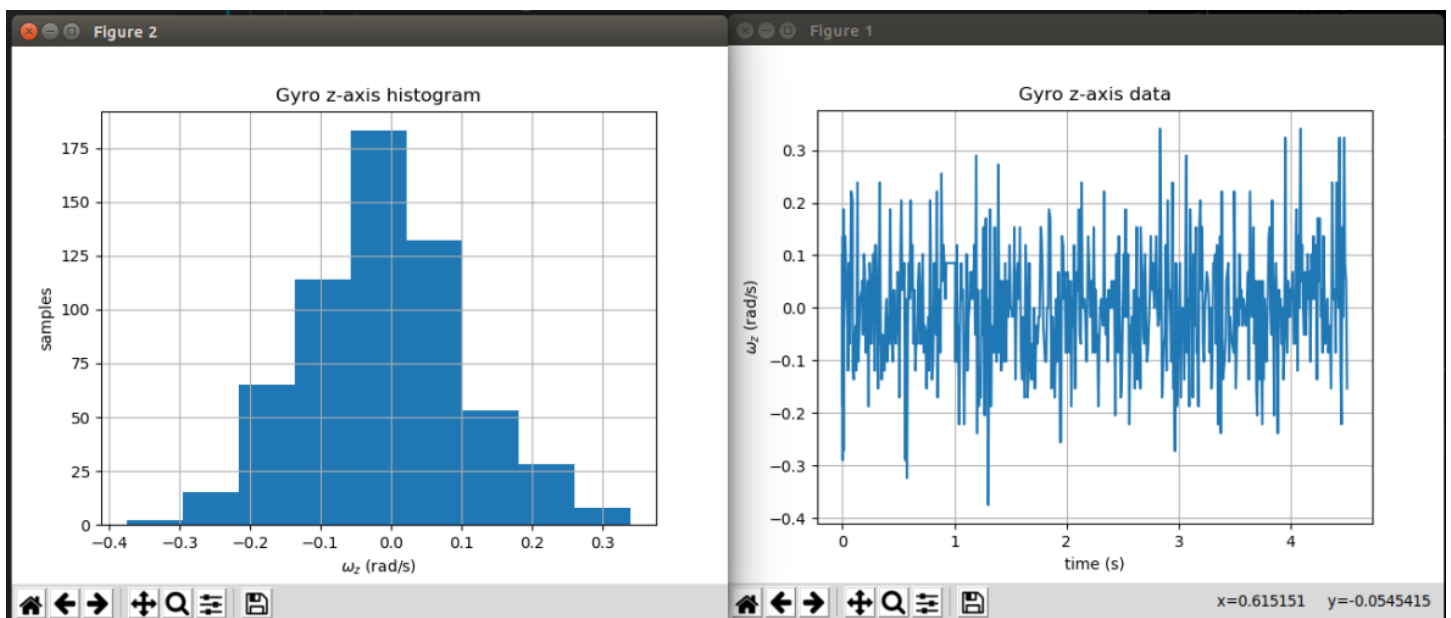 Figure 2
Gyro z-axis histogram
175
150
125
100
75
50
25
0
samples
−0.4 −0.3 −0.2 −0.1 0.0 0.1 0.2 0.3
ω_z (rad/s)
Figure 1
Gyro z-axis data
0.3
0.2
0.1
0.0
−0.1
−0.2
−0.3
−0.4
ω_z (rad/s)
0 1 2 3 4
time (s)
x=0.615151 y=-0.0545415